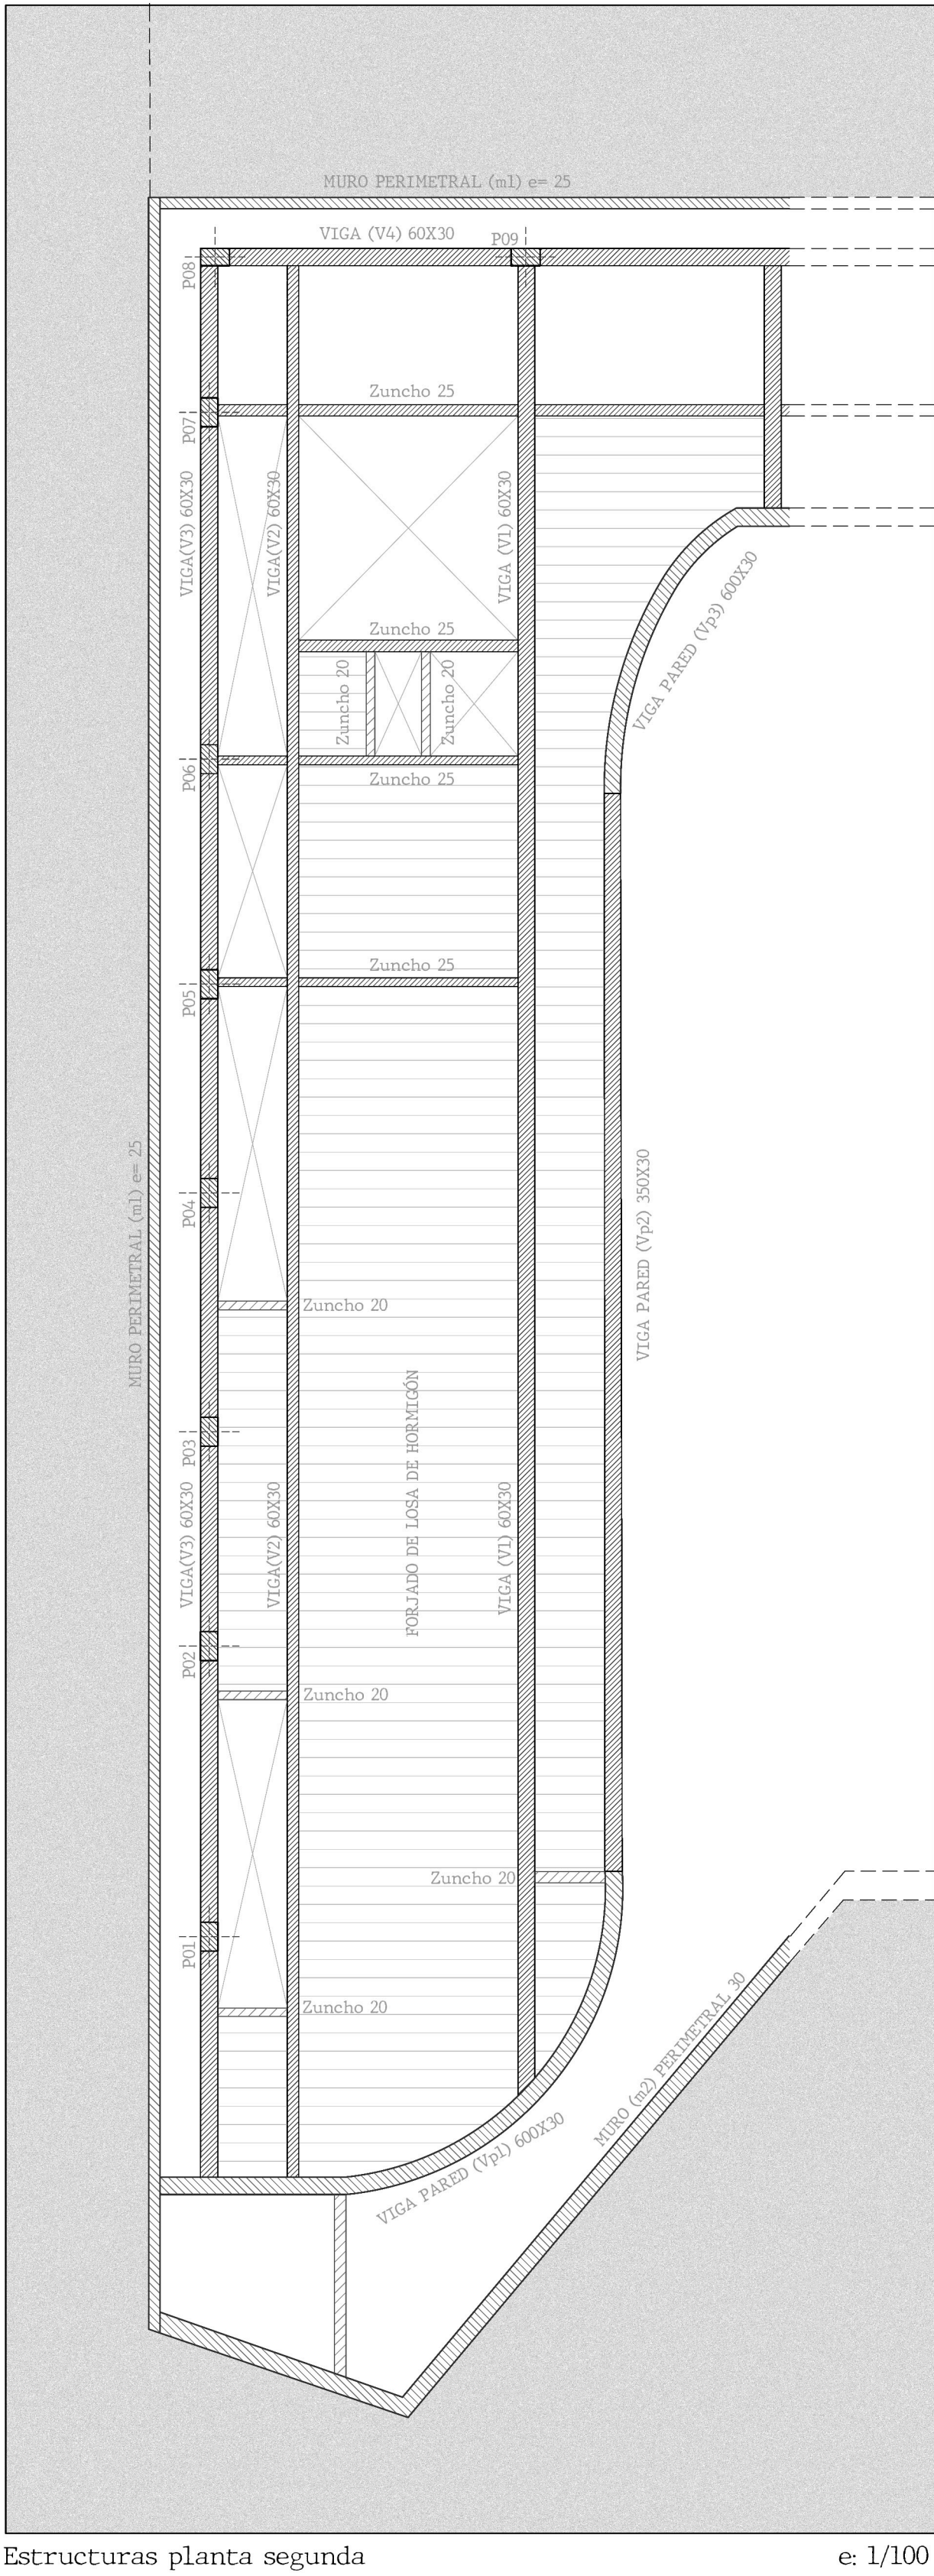 MURO PERIMETRAL (m1) e= 25
VIGA (V4) 60X30
P09
P08
Zuncho 25
P07
VIGA(V3) 60X30
VIGA(V2) 60X30
VIGA (V1) 60X30
VIGA PARED (Vp3) 600X30
Zuncho 25
Zuncho 20
Zuncho 20
P06
Zuncho 25
Zuncho 25
P05
MURO PERIMETRAL (m1) e= 25
P04
VIGA PARED (Vp2) 350X30
Zuncho 20
FORJADO DE LOSA DE HORMIGÓN
P03
VIGA(V3) 60X30
VIGA(V2) 60X30
VIGA (V1) 60X30
P02
Zuncho 20
Zuncho 20
P01
Zuncho 20
MURO (m2) PERIMETRAL 30
VIGA PARED (Vp1) 600X30
Estructuras planta segunda
e: 1/100